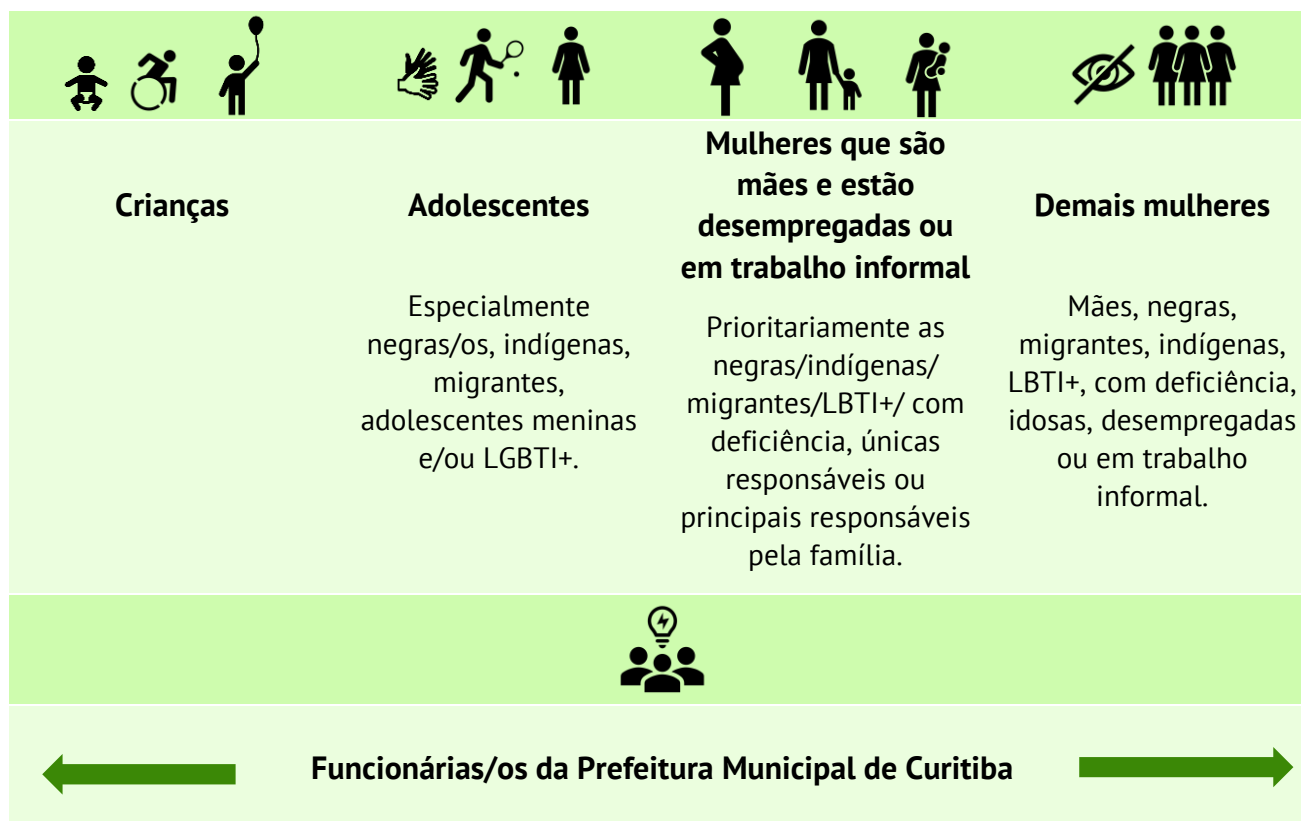 Crianças
Adolescentes
Especialmente
negras/os, indígenas,
migrantes,
adolescentes meninas
e/ou LGBTI+.
Mulheres que são
mães e estão
desempregadas ou
em trabalho informal
Prioritariamente as
negras/indígenas/
migrantes/LBTI+/ com
deficiência, únicas
responsáveis ou
principais responsáveis
pela família.
Demais mulheres
Mães, negras,
migrantes, indígenas,
LBTI+, com deficiência,
idosas, desempregadas
ou em trabalho
informal.
Funcionárias/os da Prefeitura Municipal de Curitiba